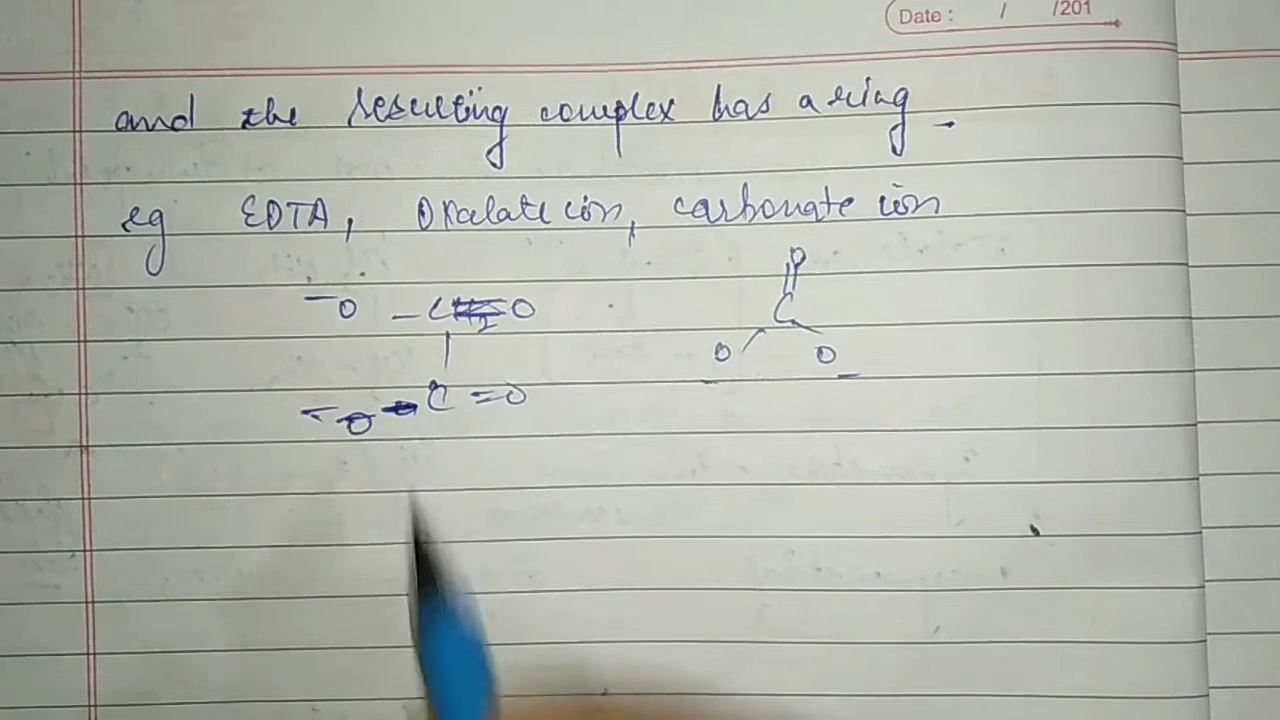 Date : / /201
and the resulting complex has a ring .
eg EDTA, Oxalate ion, carbonate ion
O
– O – C = O C
O O
– O – C = O – –